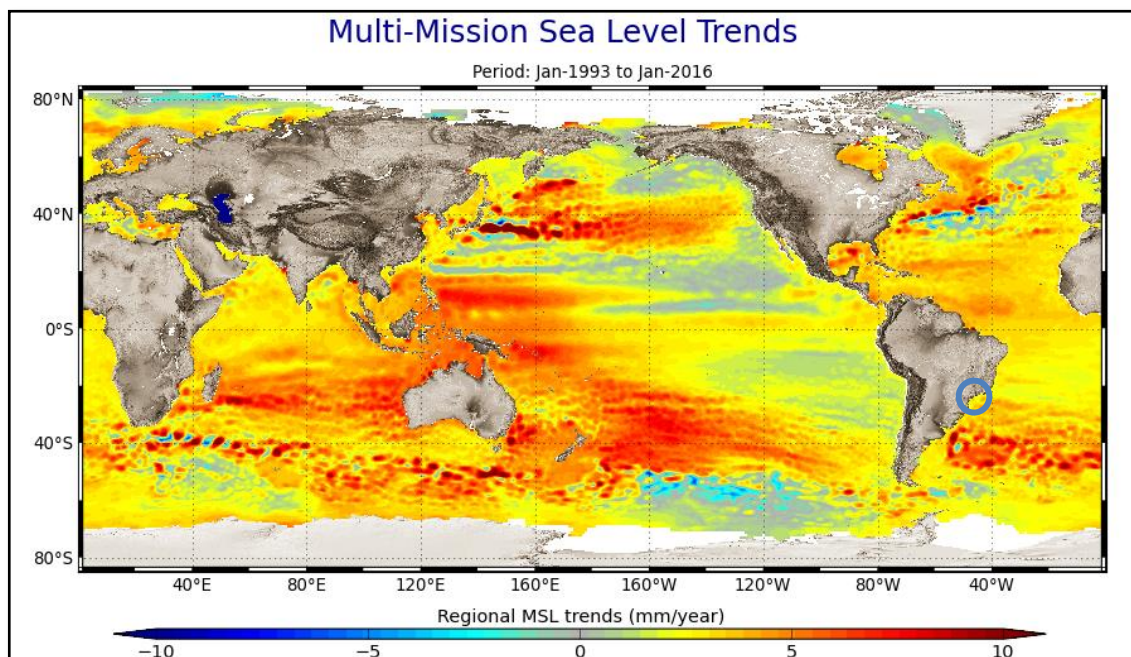 Multi-Mission Sea Level Trends
Period: Jan-1993 to Jan-2016
80°N
40°N
0°S
40°S
80°S
40°E 80°E 120°E 160°E 160°W 120°W 80°W 40°W
Regional MSL trends (mm/year)
−10 −5 0 5 10